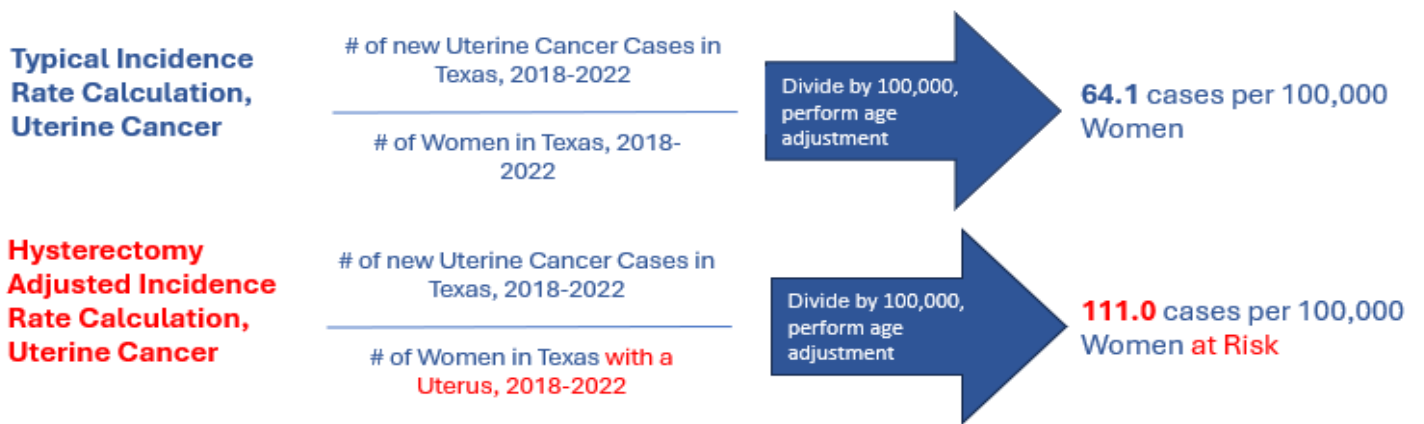 Typical Incidence
Rate Calculation,
Uterine Cancer
# of new Uterine Cancer Cases in
Texas, 2018-2022
# of Women in Texas, 2018-
2022
Divide by 100,000,
perform age
adjustment
64.1 cases per 100,000
Women
Hysterectomy
Adjusted Incidence
Rate Calculation,
Uterine Cancer
# of new Uterine Cancer Cases in
Texas, 2018-2022
# of Women in Texas with a
Uterus, 2018-2022
Divide by 100,000,
perform age
adjustment
111.0 cases per 100,000
Women at Risk